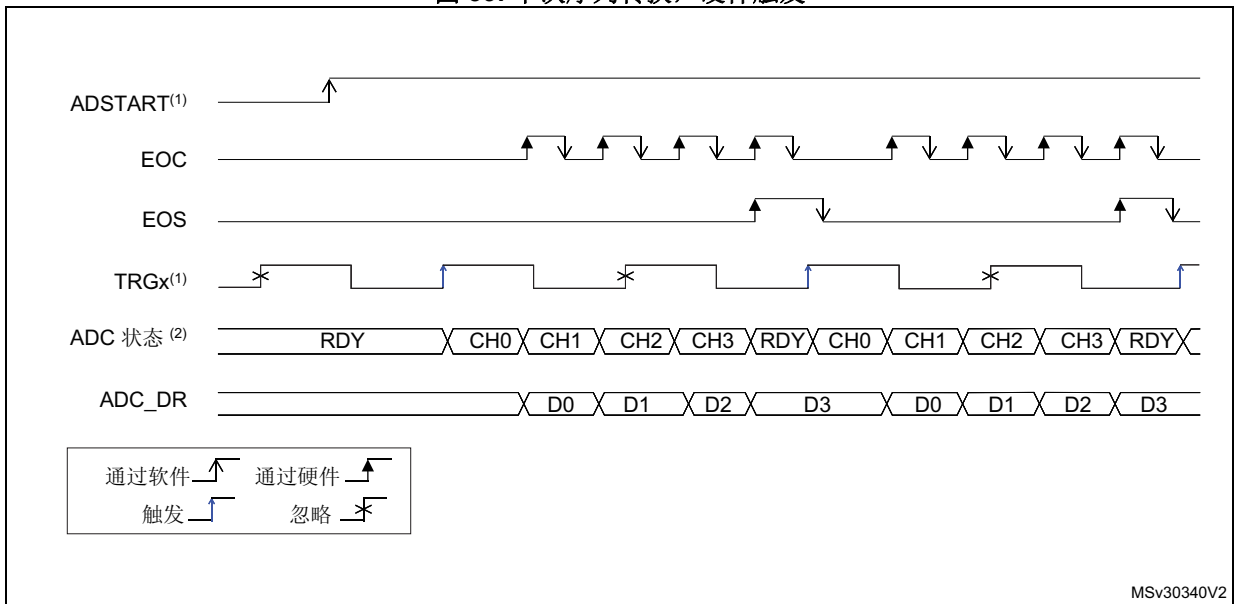 ADSTART(1)
EOC
EOS
TRGx(1)
ADC 状态 (2) RDY CH0 CH1 CH2 CH3 RDY CH0 CH1 CH2 CH3 RDY
ADC_DR D0 D1 D2 D3 D0 D1 D2 D3
通过软件 通过硬件
触发 忽略
MSv30340V2